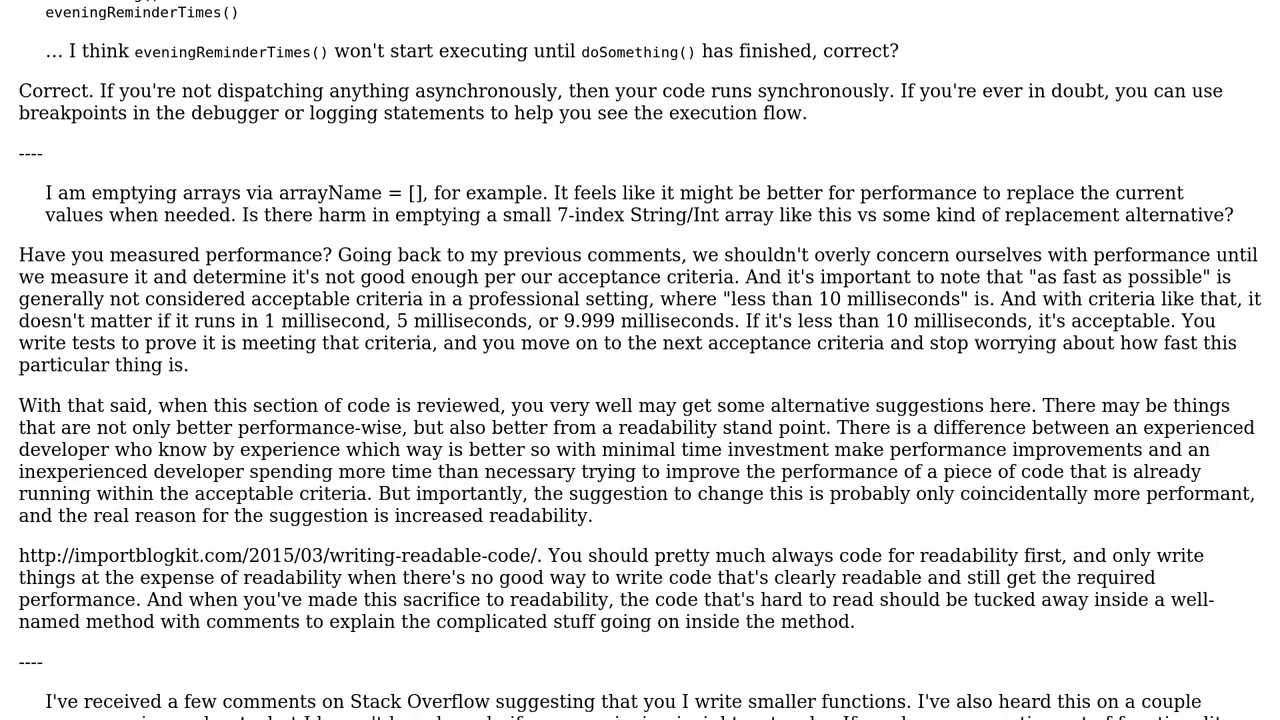 eveningReminderTimes()
... I think eveningReminderTimes() won't start executing until doSomething() has finished, correct?
Correct. If you're not dispatching anything asynchronously, then your code runs synchronously. If you're ever in doubt, you can use
breakpoints in the debugger or logging statements to help you see the execution flow.
----
I am emptying arrays via arrayName = [], for example. It feels like it might be better for performance to replace the current
values when needed. Is there harm in emptying a small 7-index String/Int array like this vs some kind of replacement alternative?
Have you measured performance? Going back to my previous comments, we shouldn't overly concern ourselves with performance until
we measure it and determine it's not good enough per our acceptance criteria. And it's important to note that "as fast as possible" is
generally not considered acceptable criteria in a professional setting, where "less than 10 milliseconds" is. And with criteria like that, it
doesn't matter if it runs in 1 millisecond, 5 milliseconds, or 9.999 milliseconds. If it's less than 10 milliseconds, it's acceptable. You
write tests to prove it is meeting that criteria, and you move on to the next acceptance criteria and stop worrying about how fast this
particular thing is.
With that said, when this section of code is reviewed, you very well may get some alternative suggestions here. There may be things
that are not only better performance-wise, but also better from a readability stand point. There is a difference between an experienced
developer who know by experience which way is better so with minimal time investment make performance improvements and an
inexperienced developer spending more time than necessary trying to improve the performance of a piece of code that is already
running within the acceptable criteria. But importantly, the suggestion to change this is probably only coincidentally more performant,
and the real reason for the suggestion is increased readability.
http://importblogkit.com/2015/03/writing-readable-code/. You should pretty much always code for readability first, and only write
things at the expense of readability when there's no good way to write code that's clearly readable and still get the required
performance. And when you've made this sacrifice to readability, the code that's hard to read should be tucked away inside a well-
named method with comments to explain the complicated stuff going on inside the method.
----
I've received a few comments on Stack Overflow suggesting that you I write smaller functions. I've also heard this on a couple